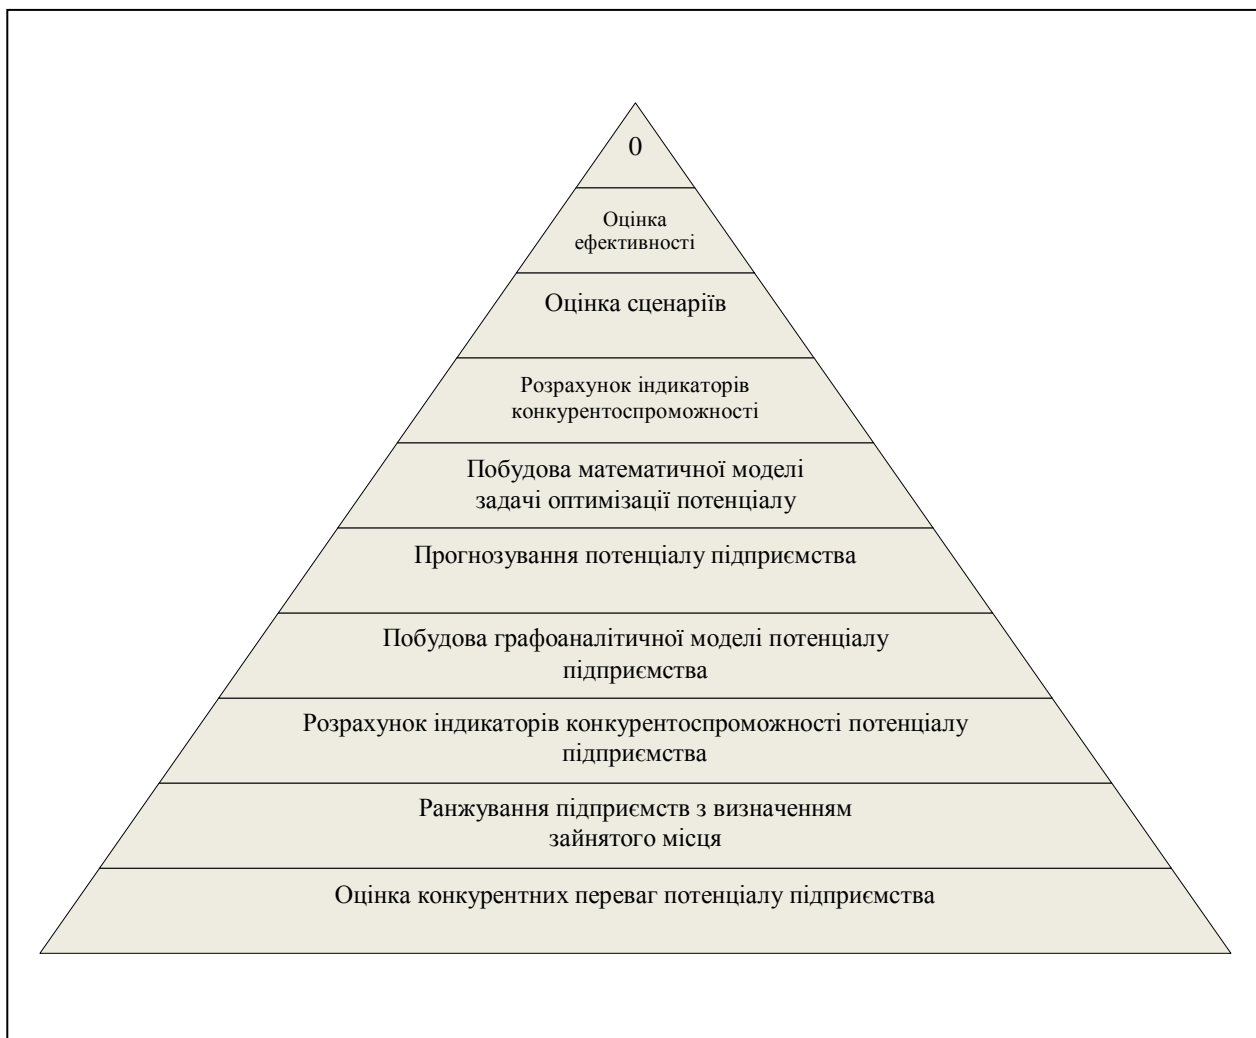 0
Оцінка
ефективності
Оцінка сценаріїв
Розрахунок індикаторів
конкурентоспроможності
Побудова математичної моделі
задачі оптимізації потенціалу
Прогнозування потенціалу підприємства
Побудова графоаналітичної моделі потенціалу
підприємства
Розрахунок індикаторів конкурентоспроможності потенціалу
підприємства
Ранжування підприємств з визначенням
зайнятого місця
Оцінка конкурентних переваг потенціалу підприємства